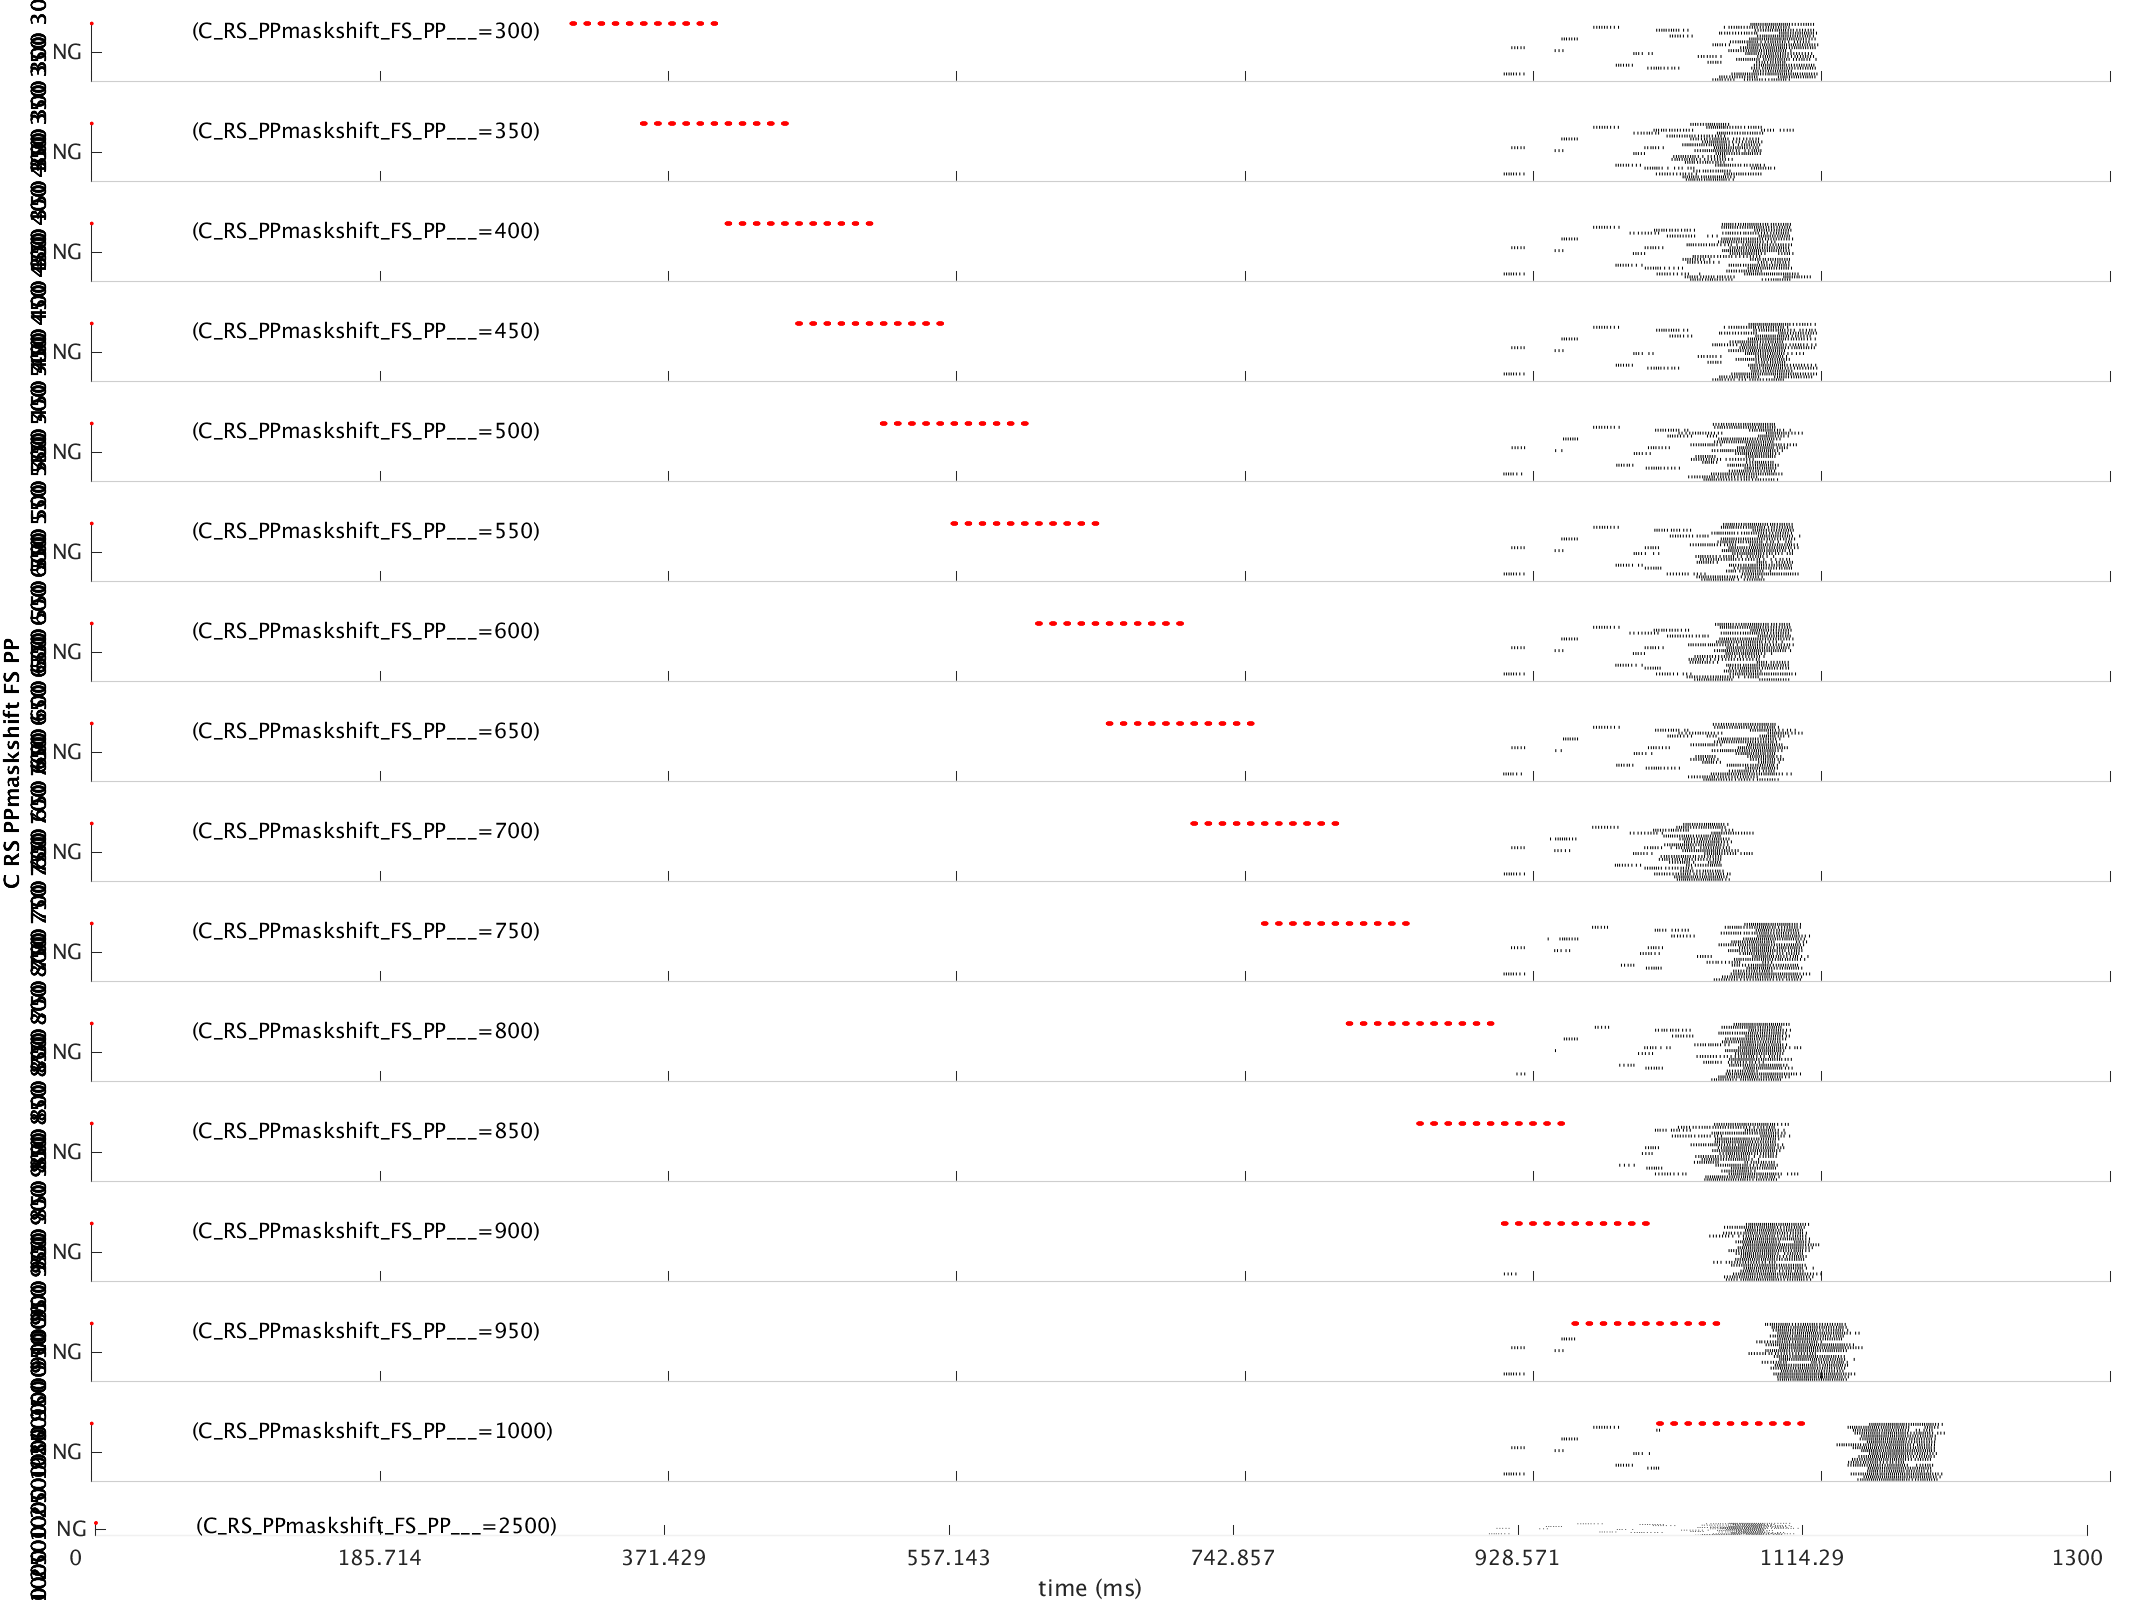 (C_RS_PPmaskshift_FS_PP___=300)
NG
(C_RS_PPmaskshift_FS_PP___=350)
NG
(C_RS_PPmaskshift_FS_PP___=400)
NG
(C_RS_PPmaskshift_FS_PP___=450)
NG
(C_RS_PPmaskshift_FS_PP___=500)
NG
(C_RS_PPmaskshift_FS_PP___=550)
NG
(C_RS_PPmaskshift_FS_PP___=600)
NG
C RS PPmaskshift FS PP
(C_RS_PPmaskshift_FS_PP___=650)
NG
(C_RS_PPmaskshift_FS_PP___=700)
NG
(C_RS_PPmaskshift_FS_PP___=750)
NG
(C_RS_PPmaskshift_FS_PP___=800)
NG
(C_RS_PPmaskshift_FS_PP___=850)
NG
(C_RS_PPmaskshift_FS_PP___=900)
NG
(C_RS_PPmaskshift_FS_PP___=950)
NG
(C_RS_PPmaskshift_FS_PP___=1000)
NG
(C_RS_PPmaskshift_FS_PP___=2500)
NG
0 185.714 371.429 557.143 742.857 928.571 1114.29 1300
time (ms)